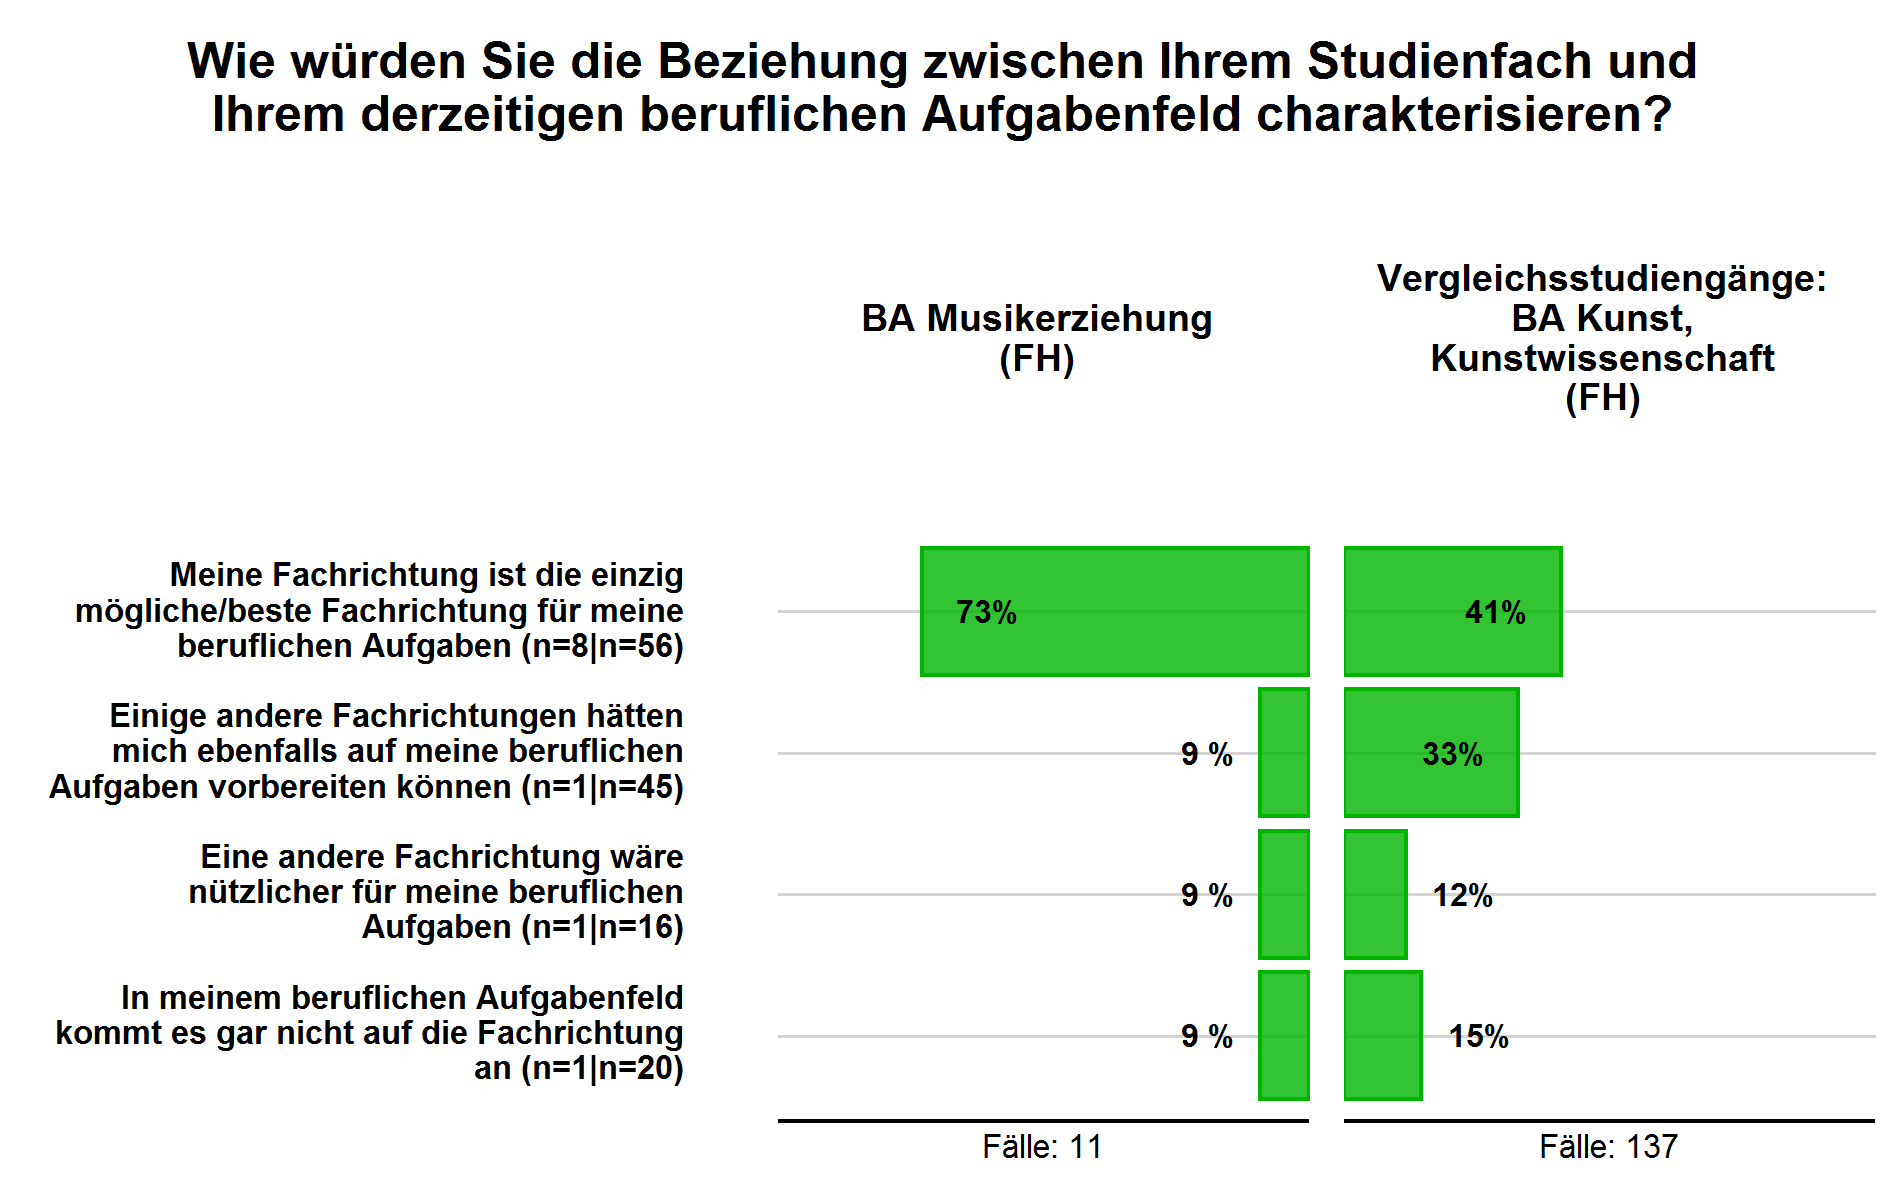 Wie würden Sie die Beziehung zwischen Ihrem Studienfach und
Ihrem derzeitigen beruflichen Aufgabenfeld charakterisieren?
BA Musikerziehung
(FH)
Vergleichsstudiengänge:
BA Kunst,
Kunstwissenschaft
(FH)
Meine Fachrichtung ist die einzig
mögliche/beste Fachrichtung für meine
beruflichen Aufgaben (n=8|n=56)
73%
41%
Einige andere Fachrichtungen hätten
mich ebenfalls auf meine beruflichen
Aufgaben vorbereiten können (n=1|n=45)
9 %
33%
Eine andere Fachrichtung wäre
nützlicher für meine beruflichen
Aufgaben (n=1|n=16)
9 %
12%
In meinem beruflichen Aufgabenfeld
kommt es gar nicht auf die Fachrichtung
an (n=1|n=20)
9 %
15%
Fälle: 11
Fälle: 137